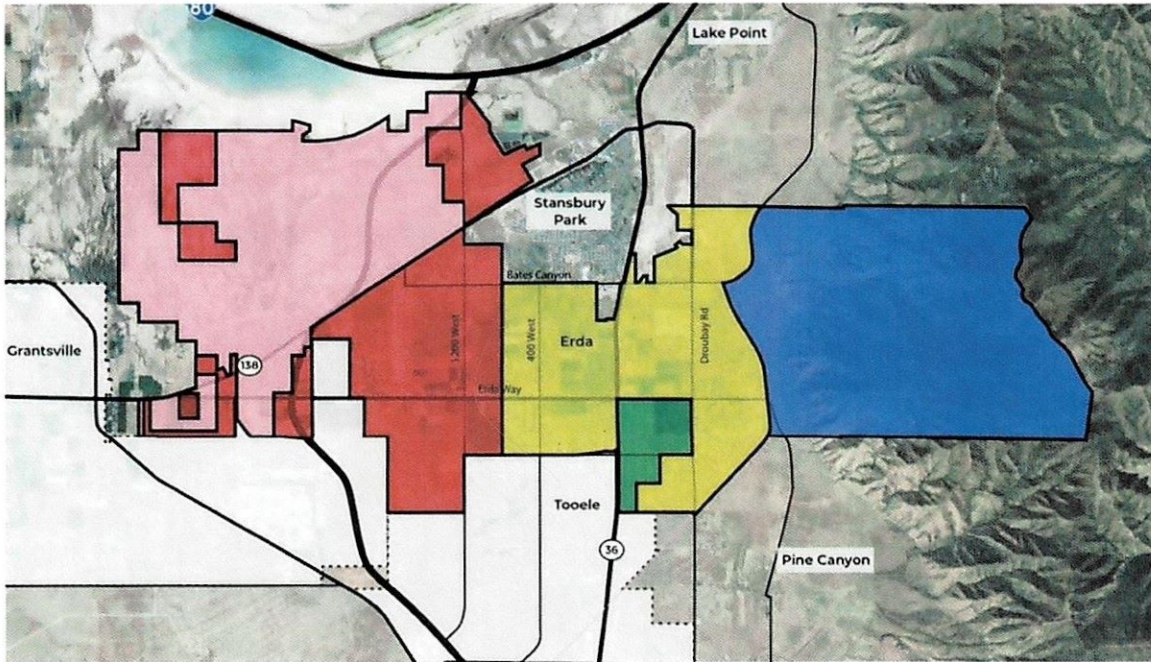 80
Lake Point
Stansbury
Park
Bates Canyon
Grantsville
138
1200 West
400 West
Erda
Droubay Rd
Erda Way
Tooele
36
Pine Canyon